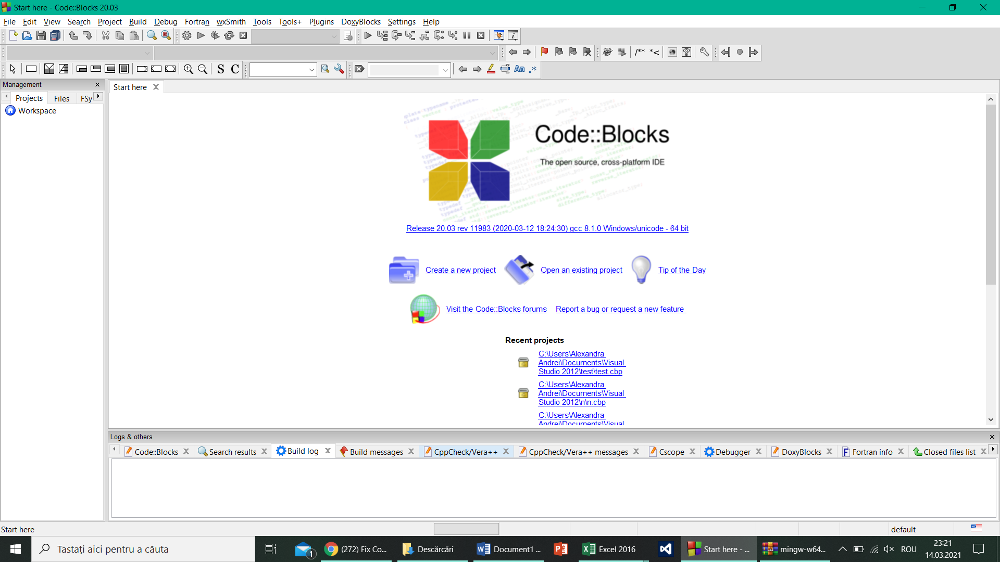 Start here - Code::Blocks 20.03
File Edit View Search Project Build Debug Fortran wxSmith Tools Tools+ Plugins DoxyBlocks Settings Help
/** *<
S C
Aa .*
Management
Projects Files FSy
Workspace
Start here
Code::Blocks
The open source, cross-platform IDE
Release 20.03 rev 11983 (2020-03-12 18:24:30) gcc 8.1.0 Windows/unicode - 64 bit
Create a new project Open an existing project Tip of the Day
Visit the Code::Blocks forums Report a bug or request a new feature
Recent projects
C:\Users\Alexandra
Andrei\Documents\Visual
Studio 2012\test\test.cbp
C:\Users\Alexandra
Andrei\Documents\Visual
Studio 2012\n\n.cbp
C:\Users\Alexandra
Andrei\Documents\Visual
Logs & others
Code::Blocks Search results Build log Build messages CppCheck/Vera++ CppCheck/Vera++ messages Cscope Debugger DoxyBlocks Fortran info Closed files list
Start here default
Tastați aici pentru a căuta
1
(272) Fix Co...
Descărcări
Document1 ...
Excel 2016
Start here - ...
mingw-w64...
ROU
23:21
14.03.2021